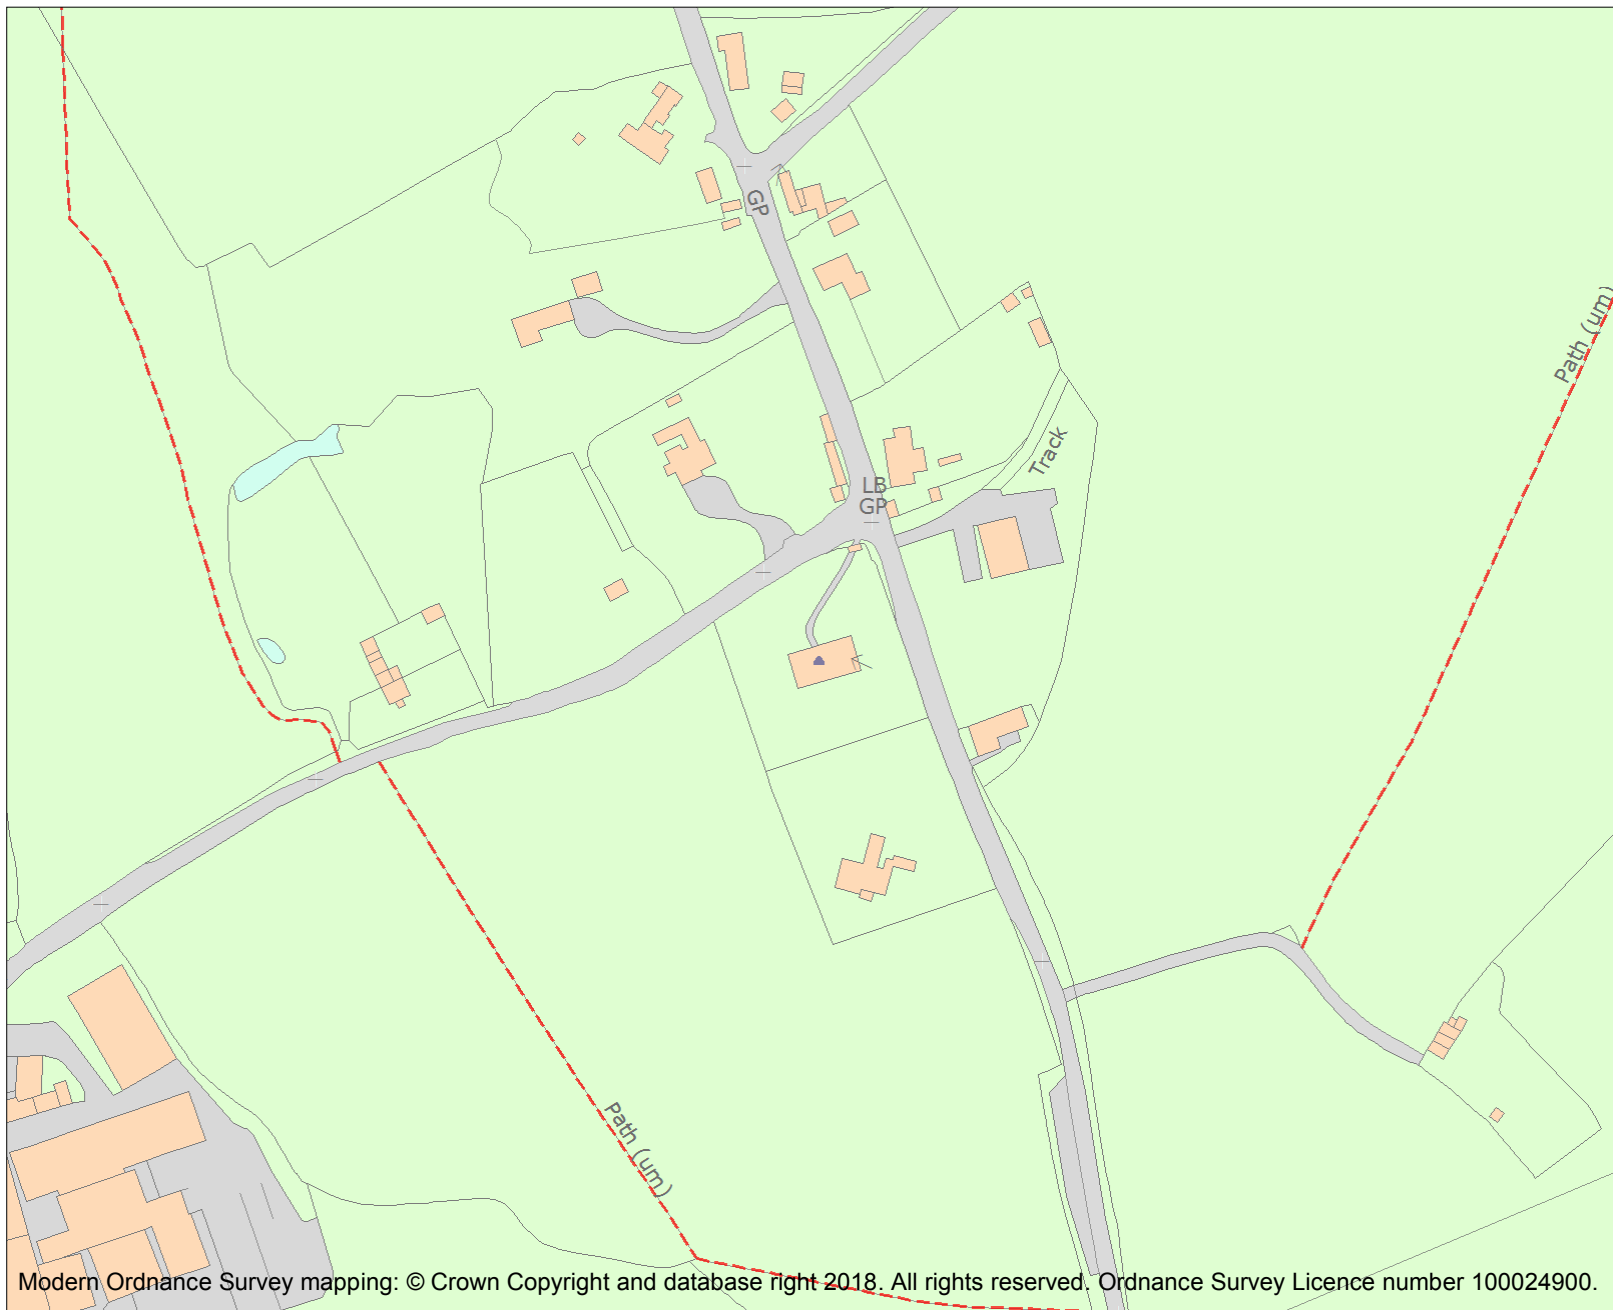 GP
Path (um)
Track
LB
GP
Path (um)
Modern Ordnance Survey mapping: © Crown Copyright and database right 2018. All rights reserved. Ordnance Survey Licence number 100024900.